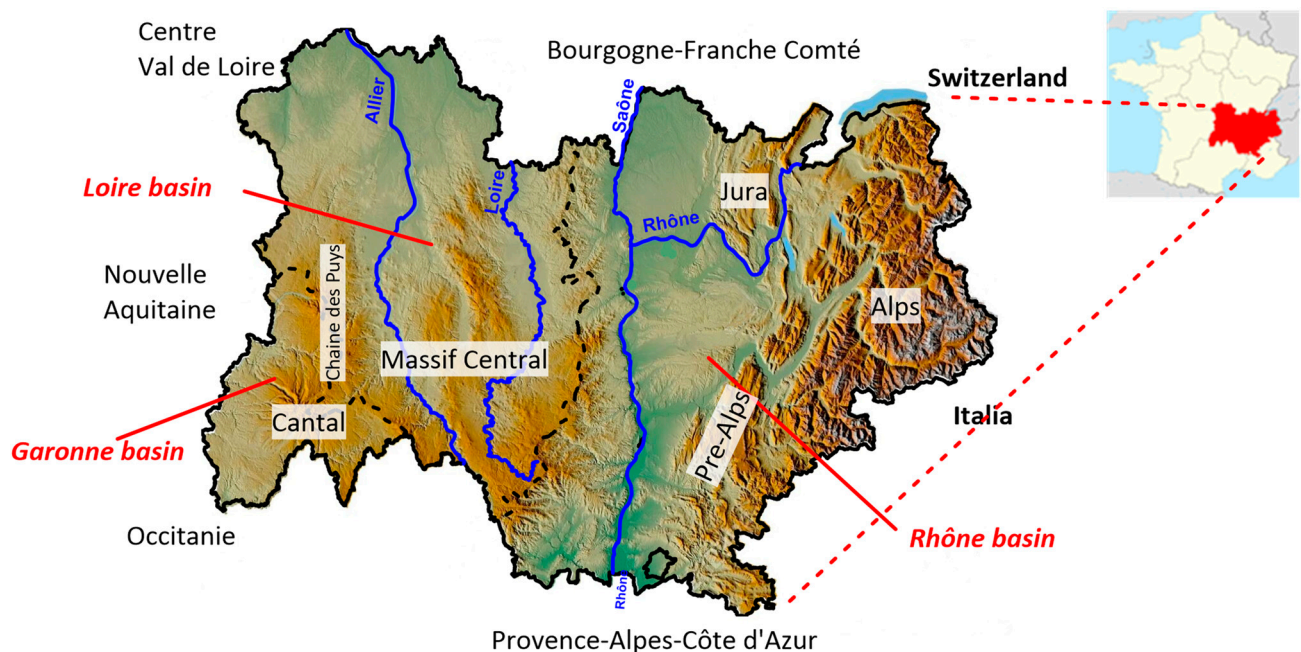 Centre
Val de Loire
Bourgogne-Franche Comté
Switzerland
Allier
Saône
Loire basin
Loire
Jura
Rhône
Nouvelle
Aquitaine
Chaine des Puys
Alps
Massif Central
Cantal
Italia
Garonne basin
Pre-Alps
Occitanie
Rhône basin
Rhône
Provence-Alpes-Côte d'Azur